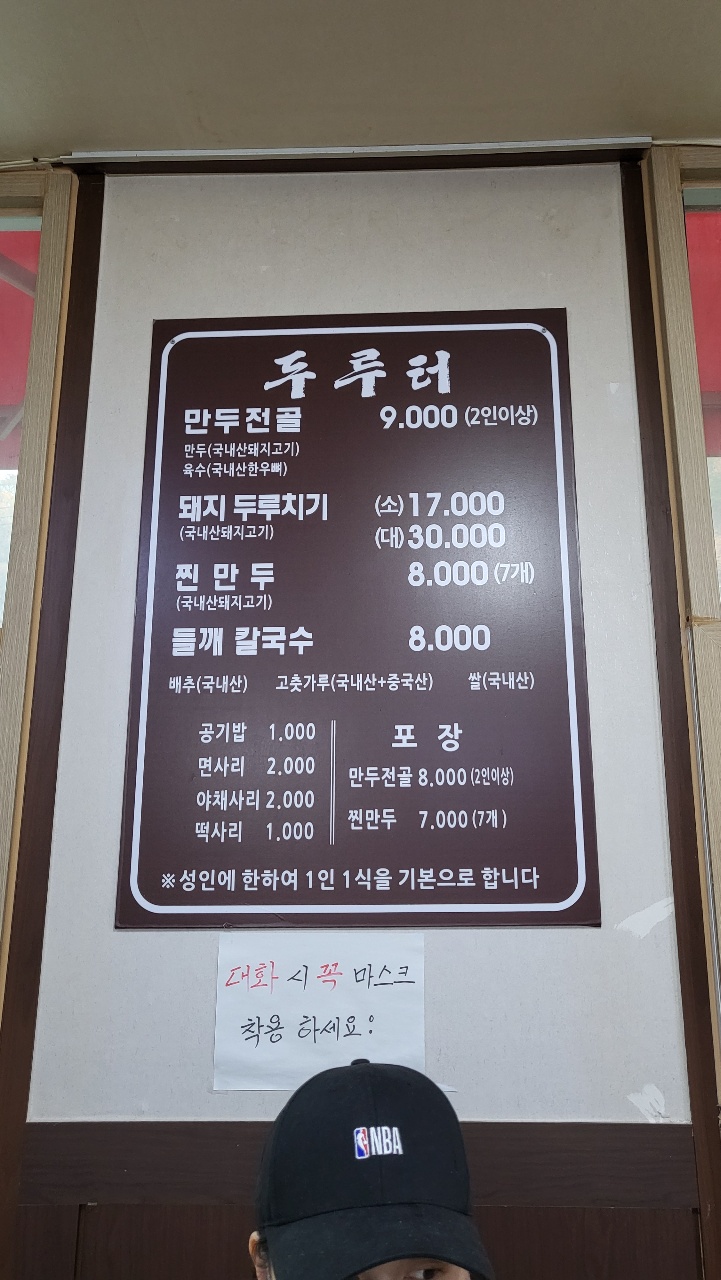 두루터
만두전골 9.000 (2인이상)
만두(국내산돼지고기)
육수(국내산한우뼈)
돼지 두루치기 (소)17.000
(국내산돼지고기) (대)30.000
찐만두 8.000 (7개)
(국내산돼지고기)
들깨 칼국수 8.000
배추(국내산) 고춧가루(국내산+중국산) 쌀(국내산)
공기밥 1.000
면사리 2.000
야채사리 2.000
떡사리 1.000
포장
만두전골 8.000 (2인이상)
찐만두 7.000 (7개)
※성인에 한하여 1인 1식을 기본으로 합니다
대화 시 꼭 마스크
착용 하세요!
NBA